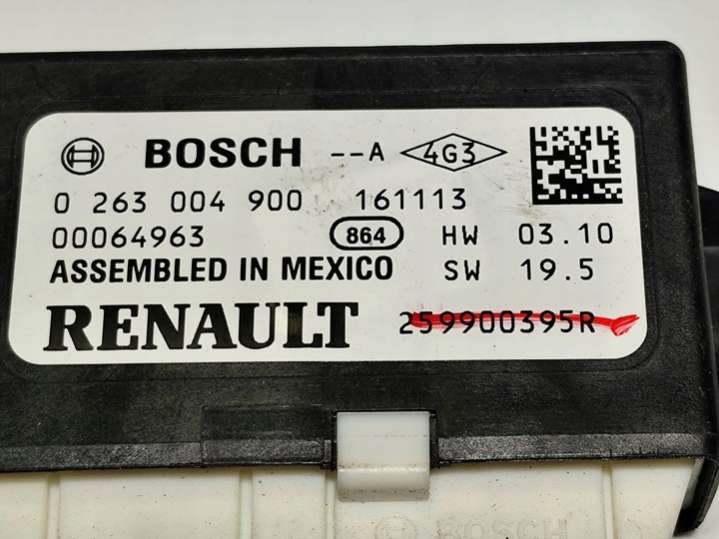 BOSCH --A 4G3
0 263 004 900 161113
00064963 864 HW 03.10
ASSEMBLED IN MEXICO SW 19.5
RENAULT 259900395R
BOSCH